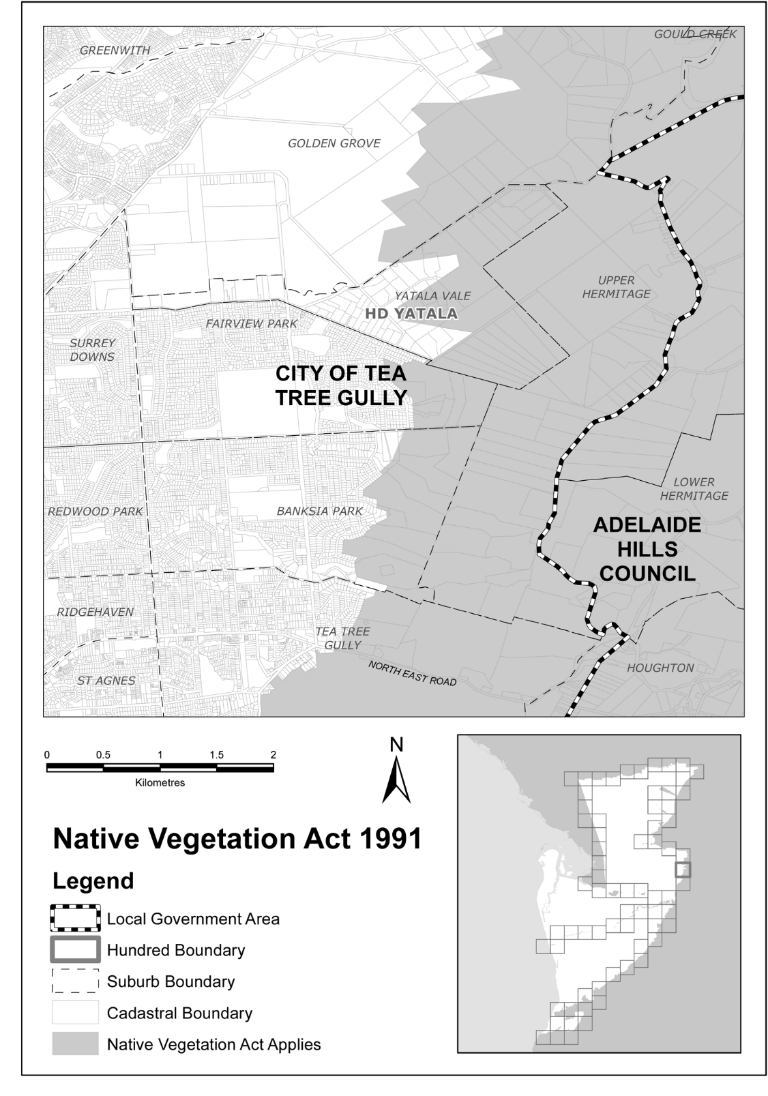 GOULD CREEK
GREENWITH
GOLDEN GROVE
UPPER
HERMITAGE
YATALA VALE
HD YATALA
FAIRVIEW PARK
SURREY
DOWNS
CITY OF TEA
TREE GULLY
LOWER
HERMITAGE
REDWOOD PARK
BANKSIA PARK
ADELAIDE
HILLS
COUNCIL
RIDGEHAVEN
TEA TREE
GULLY
NORTH EAST ROAD
HOUGHTON
ST AGNES
0 0.5 1 1.5 2
Kilometres
N
Native Vegetation Act 1991
Legend
Local Government Area
Hundred Boundary
Suburb Boundary
Cadastral Boundary
Native Vegetation Act Applies